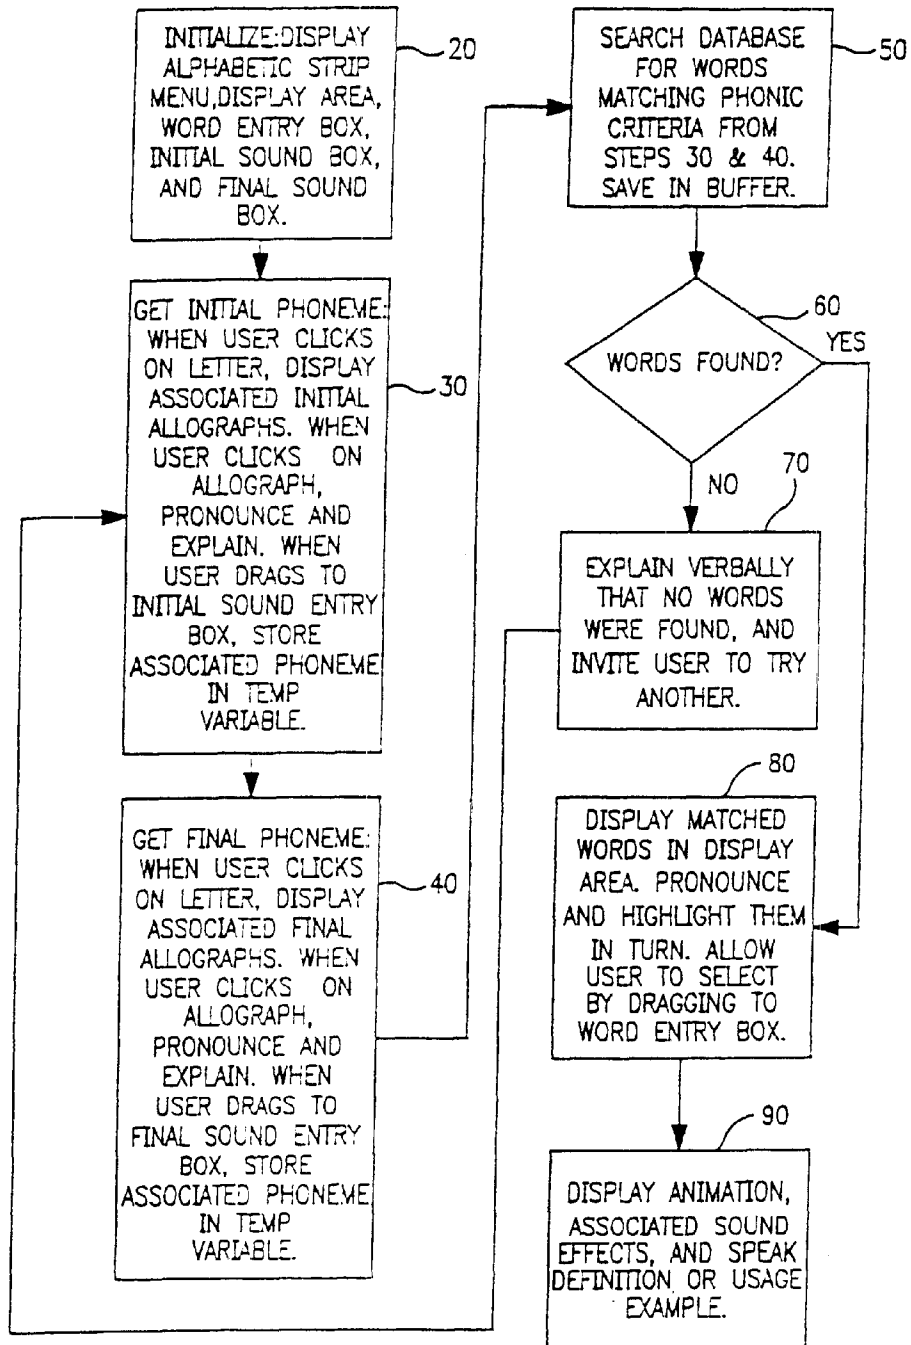 INITIALIZE:DISPLAY
ALPHABETIC STRIP
MENU,DISPLAY AREA,
WORD ENTRY BOX,
INITIAL SOUND BOX,
AND FINAL SOUND
BOX.
20
GET INITIAL PHONEME:
WHEN USER CLICKS
ON LETTER, DISPLAY
ASSOCIATED INITIAL
ALLOGRAPHS. WHEN
USER CLICKS ON
ALLOGRAPH,
PRONOUNCE AND
EXPLAIN. WHEN
USER DRAGS TO
INITIAL SOUND ENTRY
BOX, STORE
ASSOCIATED PHONEME
IN TEMP
VARIABLE.
30
GET FINAL PHONEME:
WHEN USER CLICKS
ON LETTER, DISPLAY
ASSOCIATED FINAL
ALLOGRAPHS. WHEN
USER CLICKS ON
ALLOGRAPH,
PRONOUNCE AND
EXPLAIN. WHEN
USER DRAGS TO
FINAL SOUND ENTRY
BOX, STORE
ASSOCIATED PHONEME
IN TEMP
VARIABLE.
40
SEARCH DATABASE
FOR WORDS
MATCHING PHONIC
CRITERIA FROM
STEPS 30 & 40.
SAVE IN BUFFER.
50
WORDS FOUND?
60
YES
NO
70
EXPLAIN VERBALLY
THAT NO WORDS
WERE FOUND, AND
INVITE USER TO TRY
ANOTHER.
80
DISPLAY MATCHED
WORDS IN DISPLAY
AREA. PRONOUNCE
AND HIGHLIGHT THEM
IN TURN. ALLOW
USER TO SELECT
BY DRAGGING TO
WORD ENTRY BOX.
90
DISPLAY ANIMATION,
ASSOCIATED SOUND
EFFECTS, AND SPEAK
DEFINITION OR USAGE
EXAMPLE.